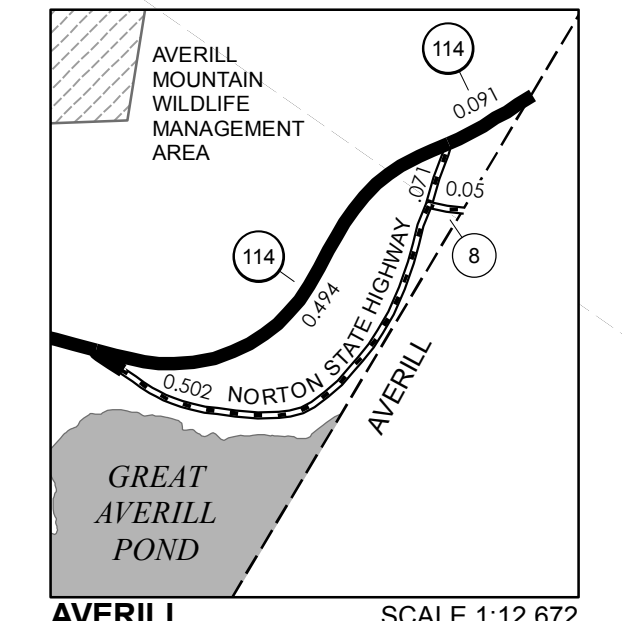 AVERILL
MOUNTAIN
WILDLIFE
MANAGEMENT
AREA
114
0.091
.071
0.05
8
114
0.494
NORTON STATE HIGHWAY
0.502
AVERILL
GREAT
AVERILL
POND
AVERILL
SCALE 1:12,672